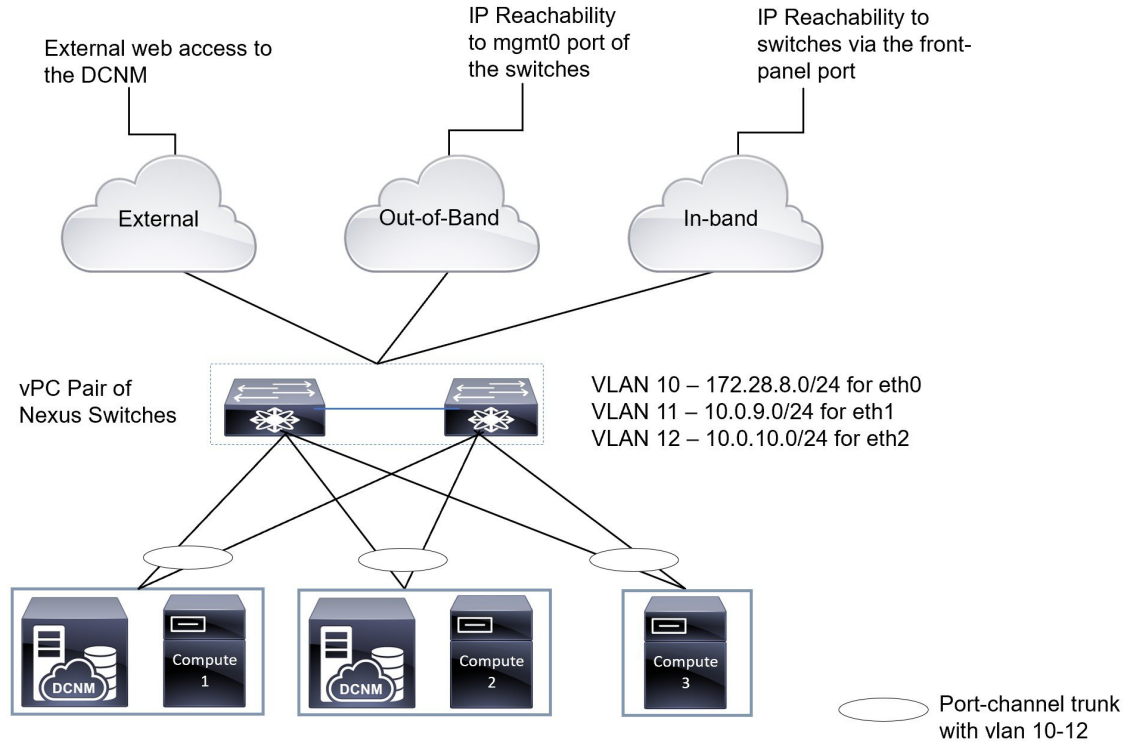 External web access to
the DCNM
IP Reachability
to mgmt0 port of
the switches
IP Reachability to
switches via the front-
panel port
External
Out-of-Band
In-band
vPC Pair of
Nexus Switches
VLAN 10 – 172.28.8.0/24 for eth0
VLAN 11 – 10.0.9.0/24 for eth1
VLAN 12 – 10.0.10.0/24 for eth2
DCNM
Compute
1
DCNM
Compute
2
Compute
3
Port-channel trunk
with vlan 10-12